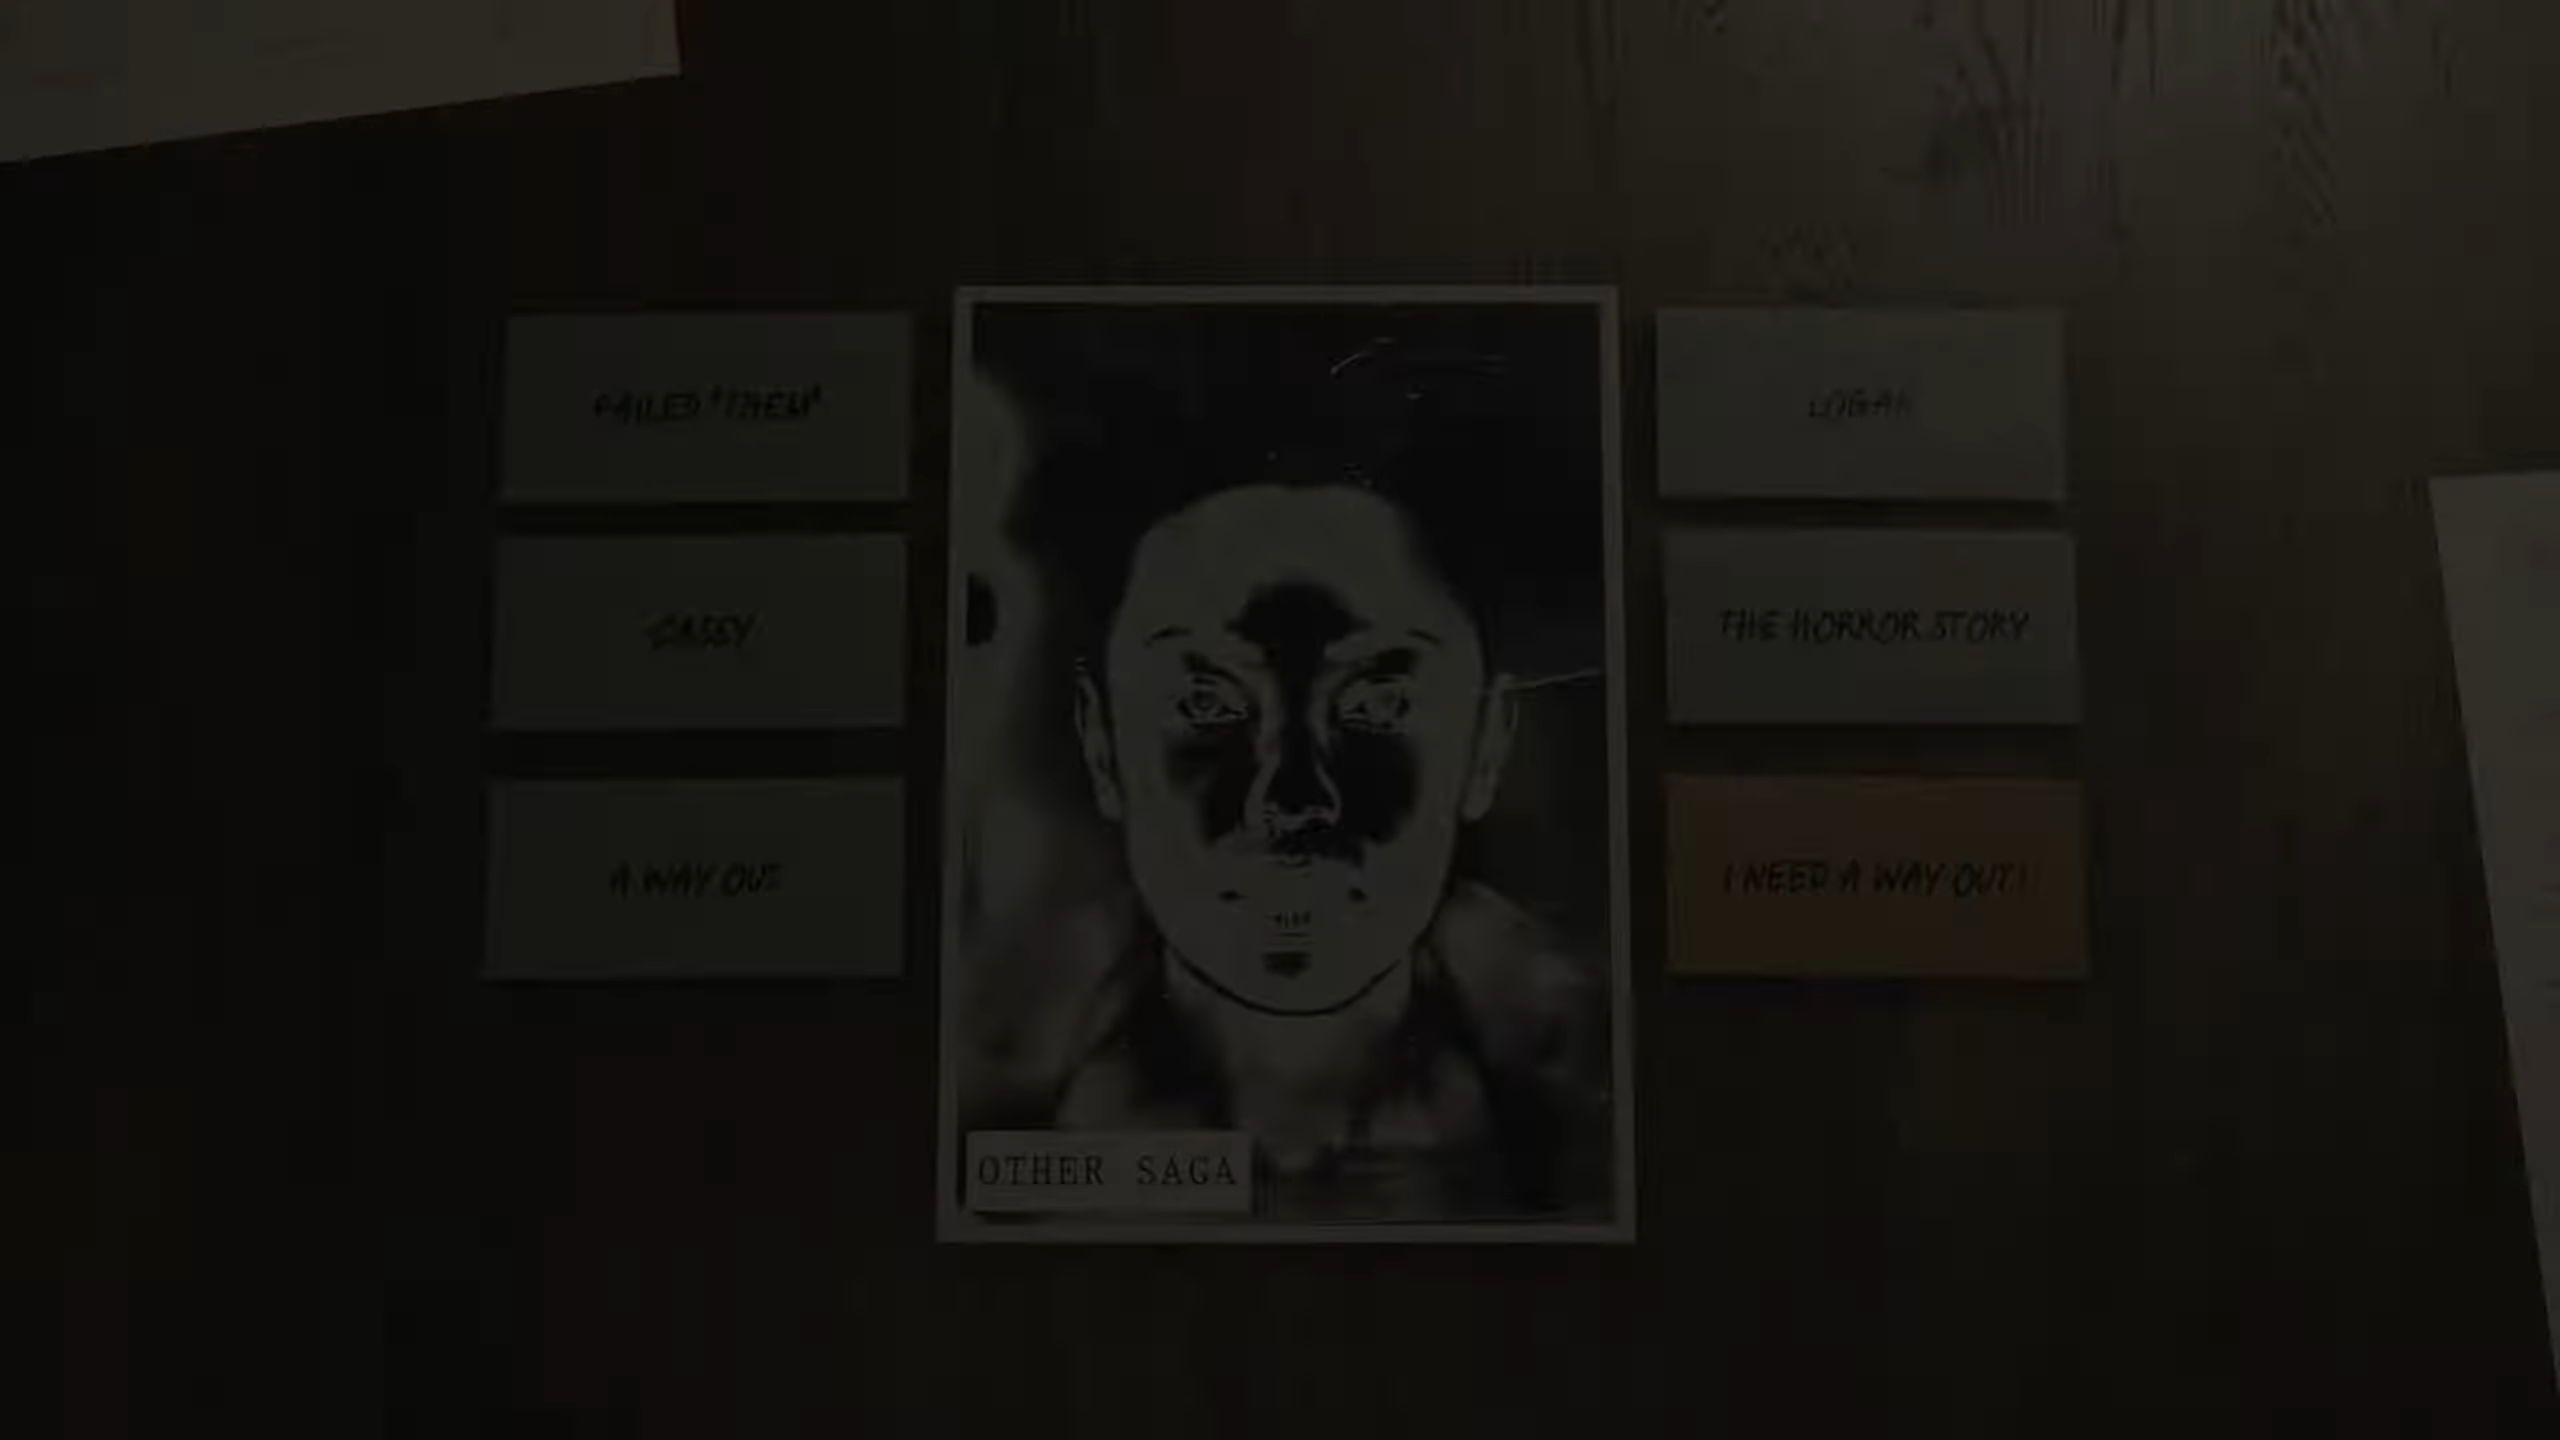 FAILED "THEM"
CASEY
A WAY OUT
OTHER SAGA
LOGAN
THE HORROR STORY
I NEED A WAY OUT!